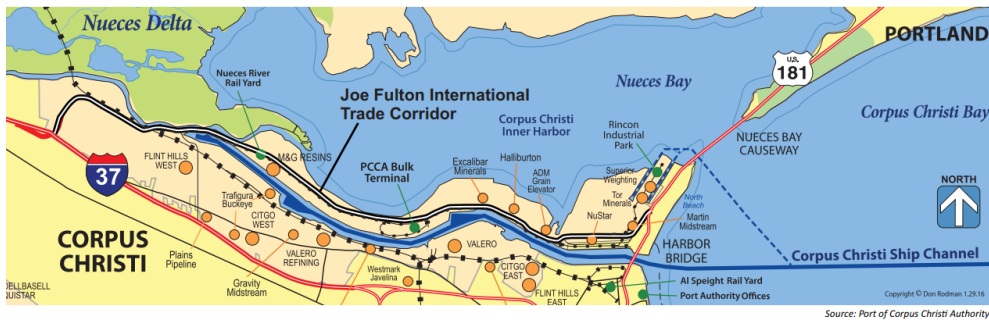 Nueces Delta
PORTLAND
U.S.
181
Nueces River
Rail Yard
Nueces Bay
Joe Fulton International
Trade Corridor
Corpus Christi Bay
Corpus Christi
Inner Harbor
Rincon
Industrial
Park
NUECES BAY
CAUSEWAY
FLINT HILLS
WEST
M&G RESINS
PCCA Bulk
Terminal
Excalibar
Minerals
Halliburton
ADM
Grain
Elevator
Superior
Weighting
Tor
Minerals
North
Beach
NORTH
37
Trafigura
Buckeye
CITGO
WEST
NuStar
Martin
Midstream
CORPUS
CHRISTI
Plains
Pipeline
VALERO
REFINING
VALERO
HARBOR
BRIDGE
Corpus Christi Ship Channel
Gravity
Midstream
Westmark
Javelina
CITGO
EAST
FLINT HILLS
EAST
Al Speight Rail Yard
Port Authority Offices
DELLBASELL
QUISTAR
Copyright © Don Rodman 1.29.16
Source: Port of Corpus Christi Authority